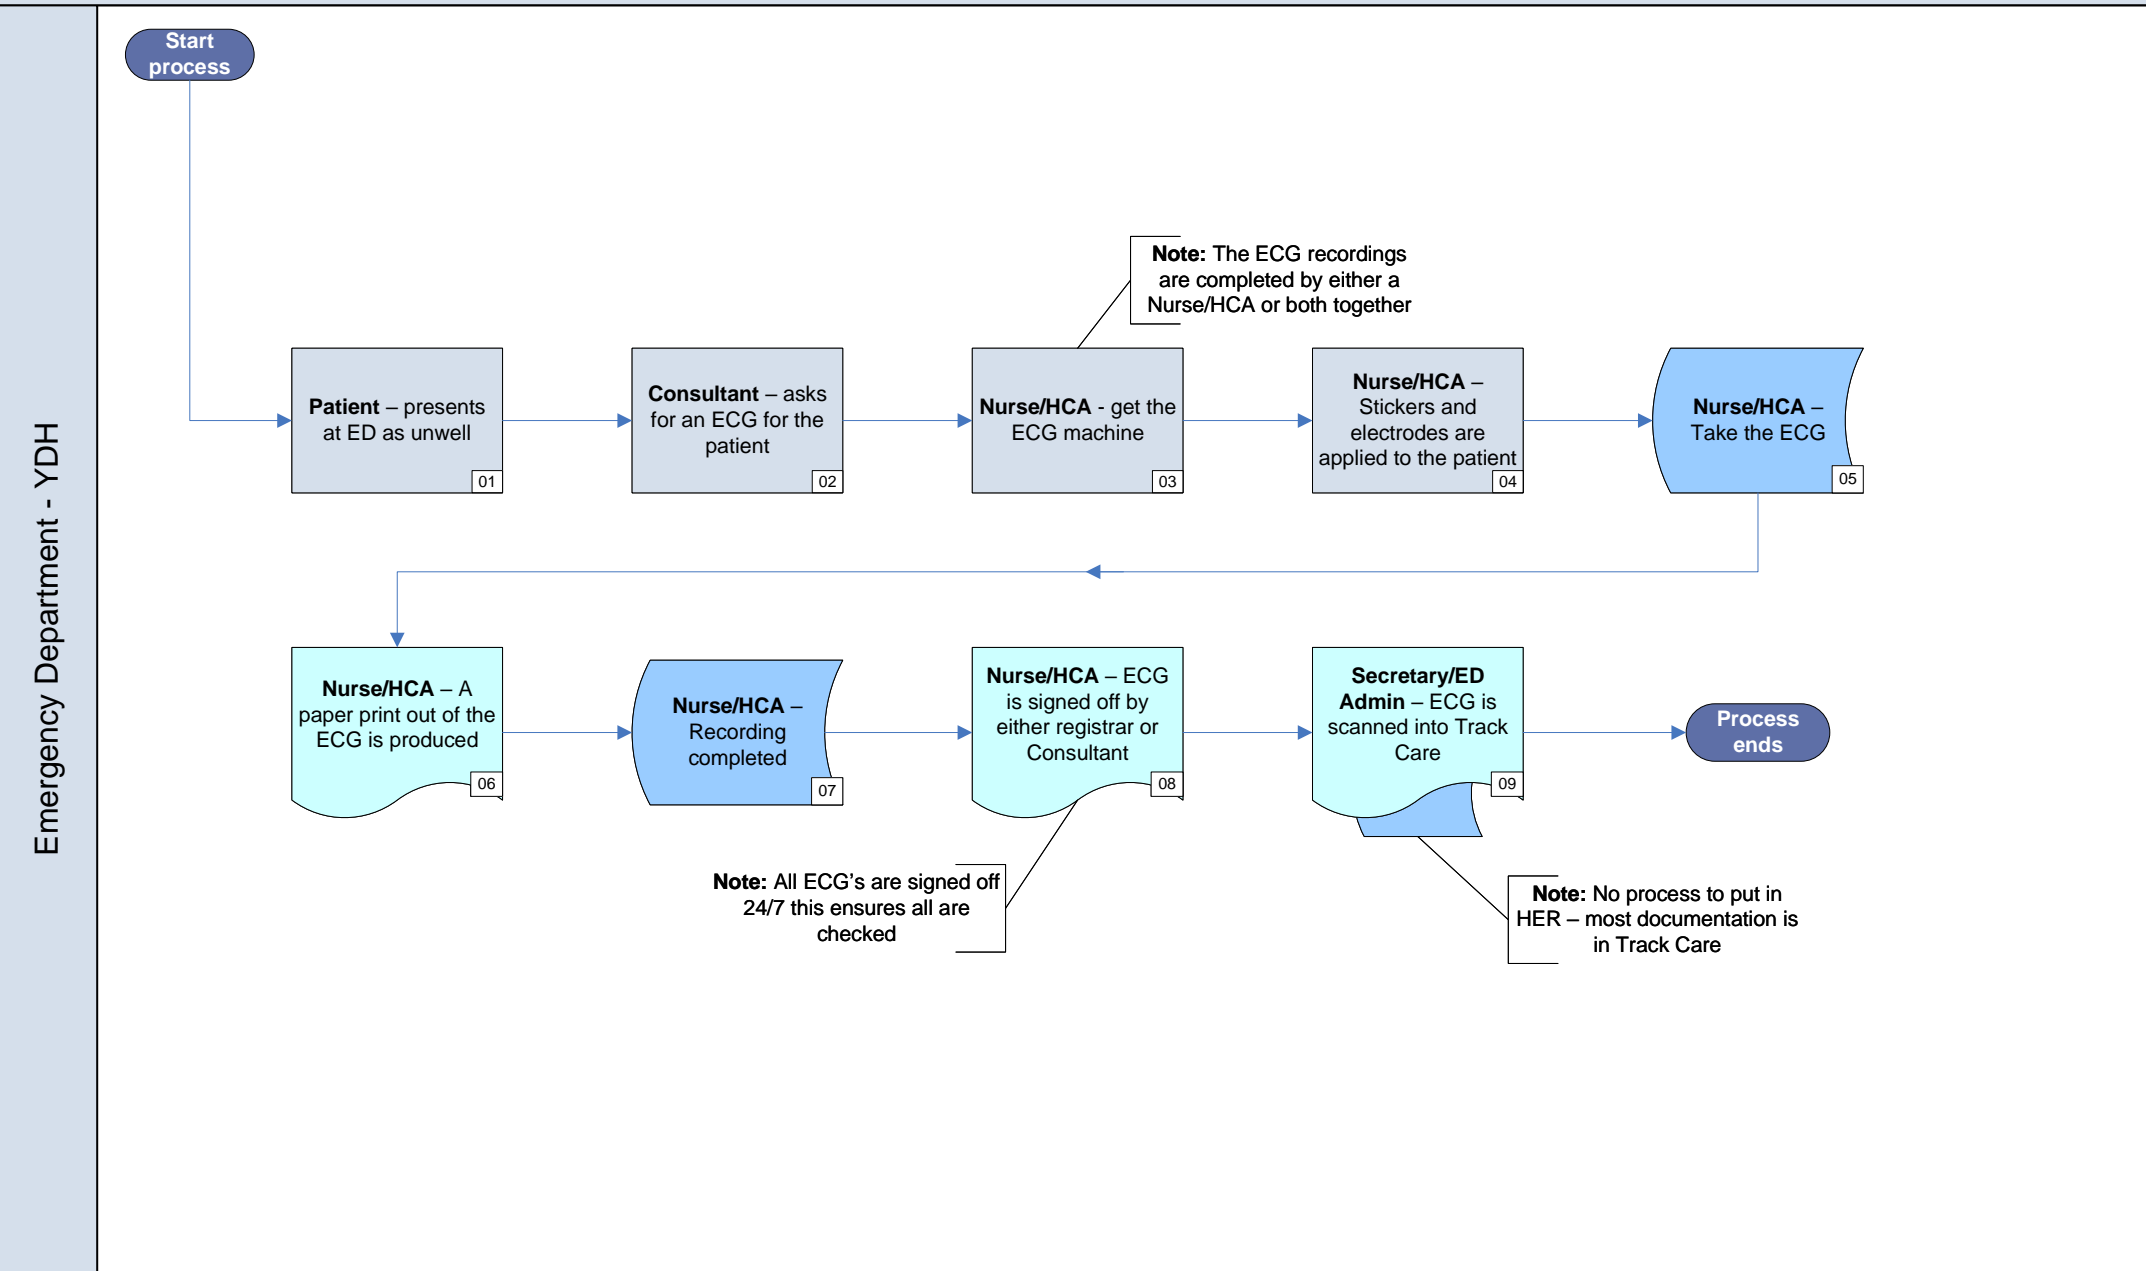 Start
process
Emergency Department - YDH
Note: The ECG recordings
are completed by either a
Nurse/HCA or both together
Patient – presents
at ED as unwell
01
Consultant – asks
for an ECG for the
patient
02
Nurse/HCA - get the
ECG machine
03
Nurse/HCA –
Stickers and
electrodes are
applied to the patient
04
Nurse/HCA –
Take the ECG
05
Nurse/HCA – A
paper print out of the
ECG is produced
06
Nurse/HCA –
Recording
completed
07
Nurse/HCA – ECG
is signed off by
either registrar or
Consultant
08
Secretary/ED
Admin – ECG is
scanned into Track
Care
09
Process
ends
Note: All ECG's are signed off
24/7 this ensures all are
checked
Note: No process to put in
HER – most documentation is
in Track Care